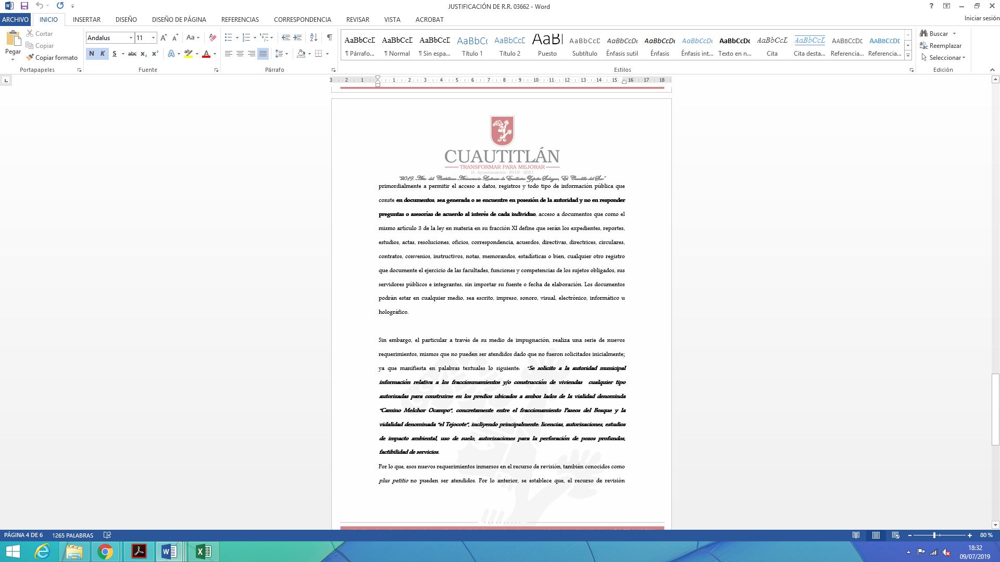 JUSTIFICACIÓN DE R.R. 03662 - Word
ARCHIVO INICIO INSERTAR DISEÑO DISEÑO DE PÁGINA REFERENCIAS CORRESPONDENCIA REVISAR VISTA ACROBAT
Iniciar sesión
Pegar
Cortar
Copiar
Copiar formato
Portapapeles
Andalus 11
N K S abc x₂ x²
Fuente
Párrafo
AaBbCcI AaBbCcI AaBbCcI AaBbCc AaBbCcI AaBl AaBbCcD AaBbCcDc AaBbCcDc AaBbCcDc AaBbCcDc AaBbCcI AaBbCcI AaBbCcDc AaBbCcDc
¶ Párrafo... ¶ Normal ¶ Sin espa... Título 1 Título 2 Puesto Subtítulo Énfasis sutil Énfasis Énfasis int... Texto en n... Cita Cita desta... Referencia... Referencia...
Estilos
Buscar
Reemplazar
Seleccionar
Edición
3 2 1 1 2 3 4 5 6 7 8 9 10 11 12 13 14 15 16 17 18
CUAUTITLÁN
TRANSFORMAR PARA MEJORAR
H. Ayuntamiento 2019 - 2021
"2019. Año del Centésimo Aniversario Luctuoso de Emiliano Zapata Salazar, El Caudillo del Sur"
primordialmente a permitir el acceso a datos, registros y todo tipo de información pública que
conste en documentos, sea generada o se encuentre en posesión de la autoridad y no en responder
preguntas o asesorías de acuerdo al interés de cada individuo, acceso a documentos que como el
mismo artículo 3 de la ley en materia en su fracción XI define que serán los expedientes, reportes,
estudios, actas, resoluciones, oficios, correspondencia, acuerdos, directivas, directrices, circulares,
contratos, convenios, instructivos, notas, memorandos, estadísticas o bien, cualquier otro registro
que documente el ejercicio de las facultades, funciones y competencias de los sujetos obligados, sus
servidores públicos e integrantes, sin importar su fuente o fecha de elaboración. Los documentos
podrán estar en cualquier medio, sea escrito, impreso, sonoro, visual, electrónico, informático u
holográfico.
Sin embargo, el particular a través de su medio de impugnación, realiza una serie de nuevos
requerimientos, mismos que no pueden ser atendidos dado que no fueron solicitados inicialmente;
ya que manifiesta en palabras textuales lo siguiente: "Se solicito a la autoridad municipal
información relativa a los fraccionmamientos y/o construcción de viviendas cualquier tipo
autorizadas para construirse en los predios ubicados a ambos lados de la vialidad denominda
"Camino Melchor Ocampo", concretamente entre el fraccionamiento Paseos del Bosque y la
vidalidad denominada "el Tejocote", incliyendo principalmente: licencias, autorizaciones, estudios
de impacto ambiental, uso de suelo, autorizaciones para la perforación de pozos profundos,
factibilidad de servicios.
Por lo que, esos nuevos requerimientos inmersos en el recurso de revisión, también conocidos como
plus petitio no pueden ser atendidos. Por lo anterior, se establece que, el recurso de revisión
PÁGINA 4 DE 6 1265 PALABRAS
80 %
18:32
09/07/2019